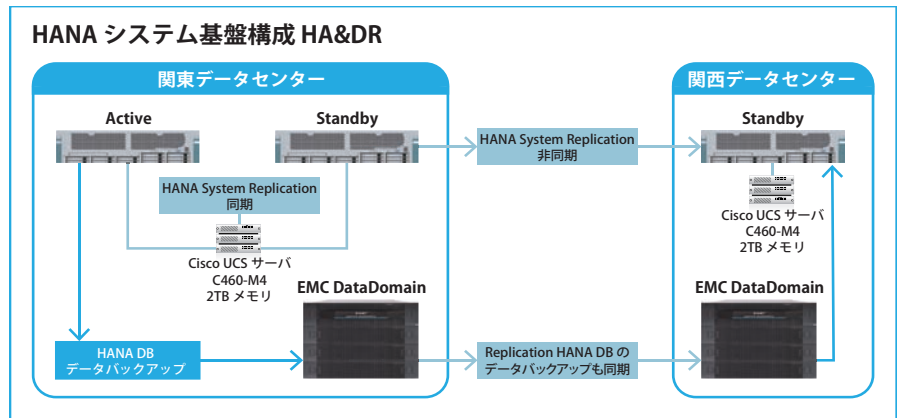 HANA システム基盤構成 HA&DR
関東データセンター
関西データセンター
Active
Standby
Standby
HANA System Replication
非同期
HANA System Replication
同期
Cisco UCS サーバ
C460-M4
2TB メモリ
Cisco UCS サーバ
C460-M4
2TB メモリ
EMC DataDomain
EMC DataDomain
HANA DB
データバックアップ
Replication HANA DB の
データバックアップも同期